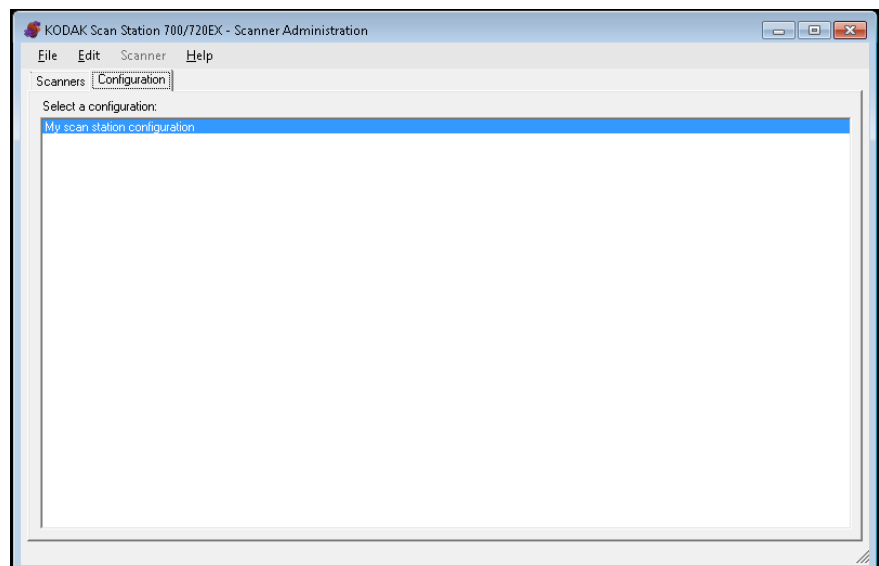 KODAK Scan Station 700/720EX - Scanner Administration
File Edit Scanner Help
Scanners Configuration
Select a configuration:
My scan station configuration